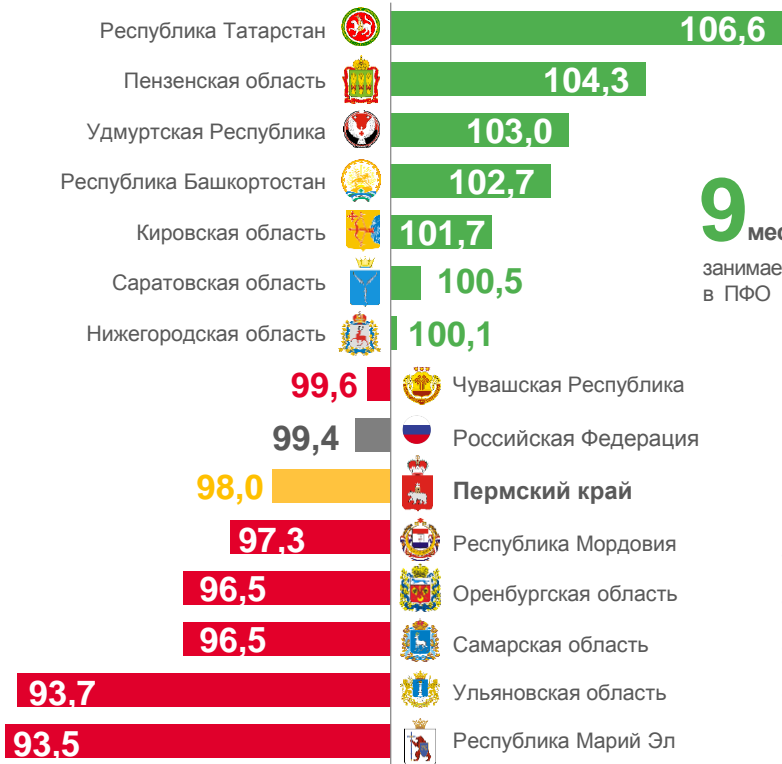 Республика Татарстан 106,6
Пензенская область 104,3
Удмуртская Республика 103,0
Республика Башкортостан 102,7
Кировская область 101,7
9
Саратовская область 100,5
в ПФО
Нижегородская область 100,1
99,6 Чувашская Республика
99,4 Российская Федерация
98,0 Пермский край
97,3 Республика Мордовия
96,5 Оренбургская область
96,5 Самарская область
93,7 Ульяновская область
93,5 Республика Марий Эл